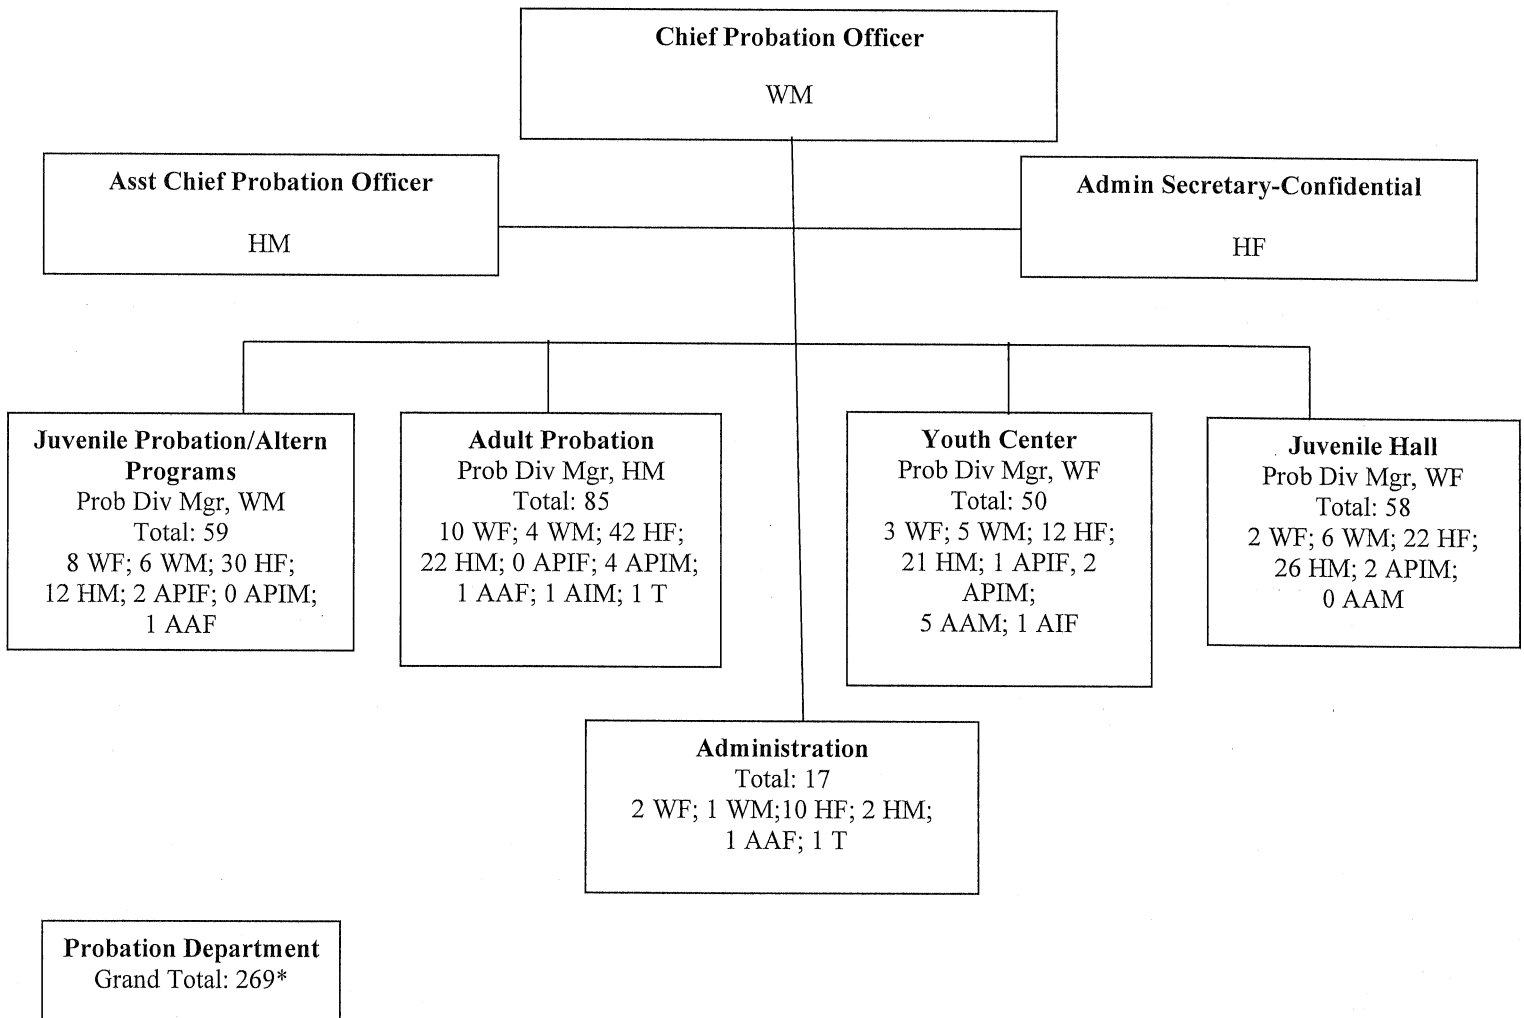 Chief Probation Officer
WM
Asst Chief Probation Officer
HM
Admin Secretary-Confidential
HF
Juvenile Probation/Altern
Programs
Prob Div Mgr, WM
Total: 59
8 WF; 6 WM; 30 HF;
12 HM; 2 APIF; 0 APIM;
1 AAF
Adult Probation
Prob Div Mgr, HM
Total: 85
10 WF; 4 WM; 42 HF;
22 HM; 0 APIF; 4 APIM;
1 AAF; 1 AIM; 1 T
Youth Center
Prob Div Mgr, WF
Total: 50
3 WF; 5 WM; 12 HF;
21 HM; 1 APIF, 2
APIM;
5 AAM; 1 AIF
Juvenile Hall
Prob Div Mgr, WF
Total: 58
2 WF; 6 WM; 22 HF;
26 HM; 2 APIM;
0 AAM
Administration
Total: 17
2 WF; 1 WM;10 HF; 2 HM;
1 AAF; 1 T
Probation Department
Grand Total: 269*